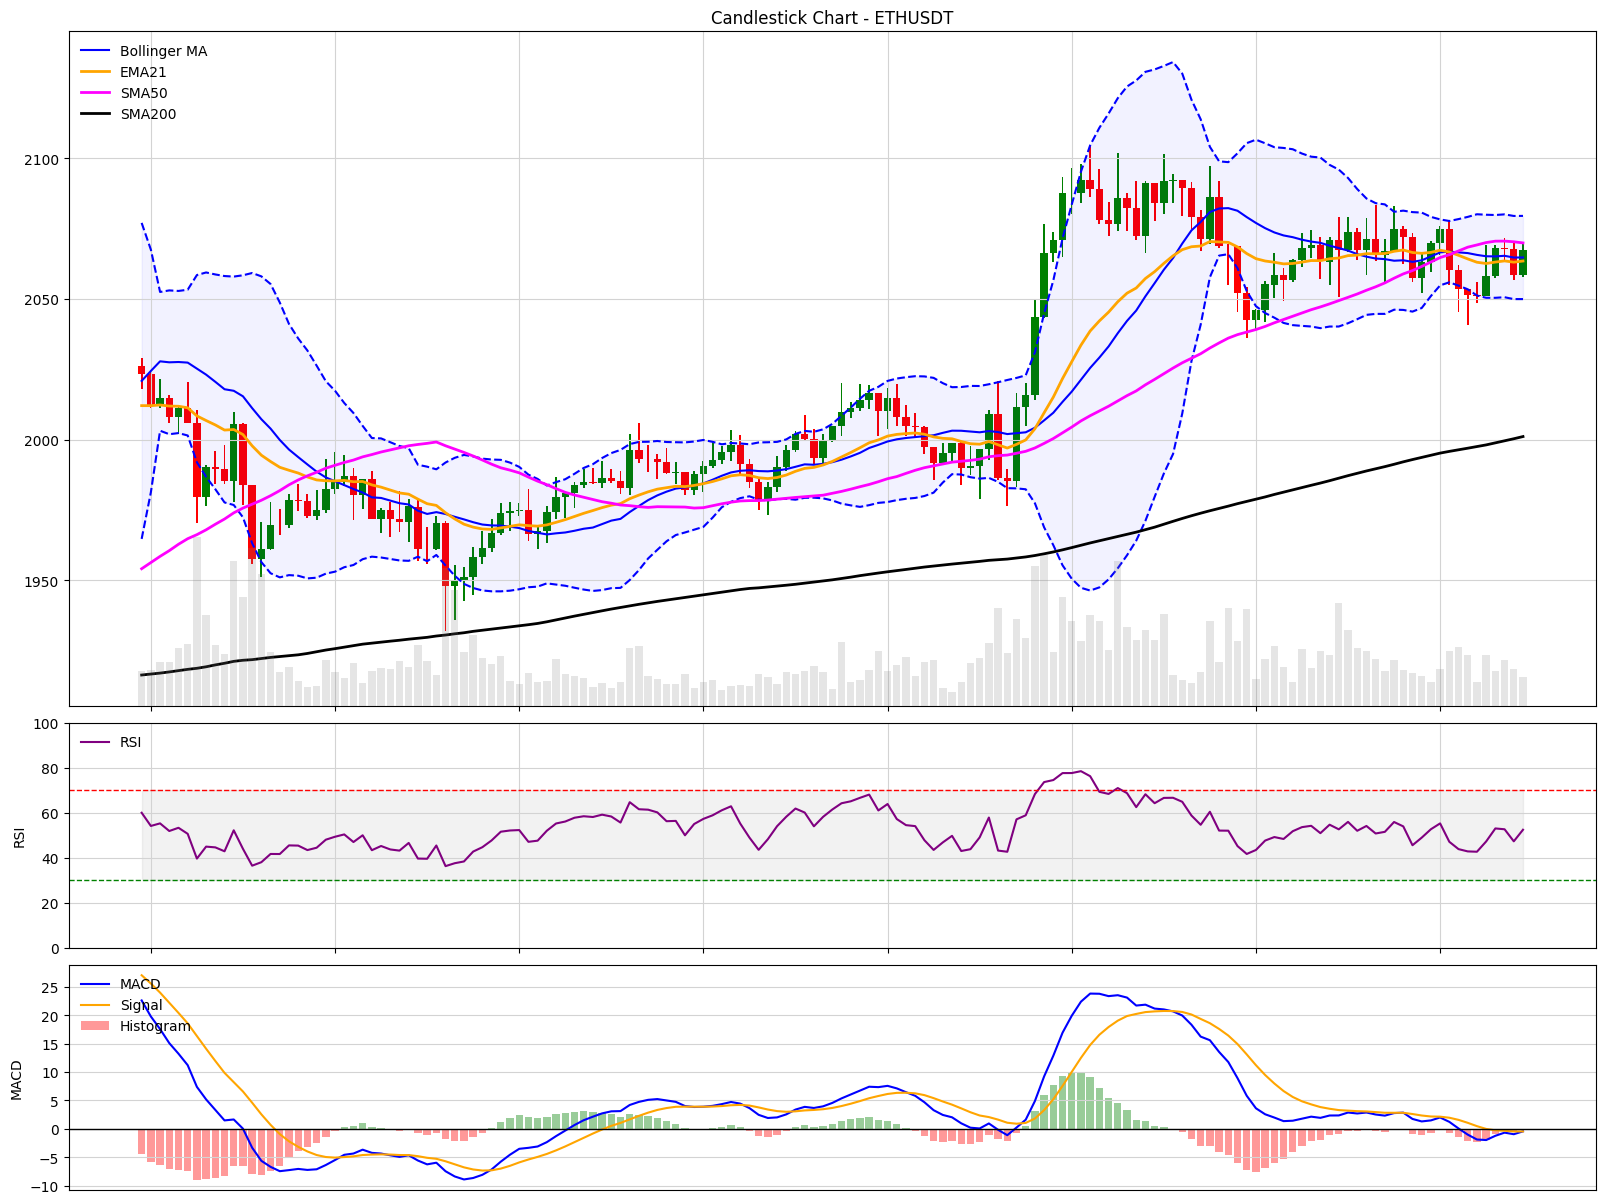 Candlestick Chart - ETHUSDT
Bollinger MA
EMA21
SMA50
SMA200
2100
2050
2000
1950
100
RSI
80
60
RSI
40
20
0
MACD
25
Signal
20
Histogram
15
10
MACD
5
0
−5
−10